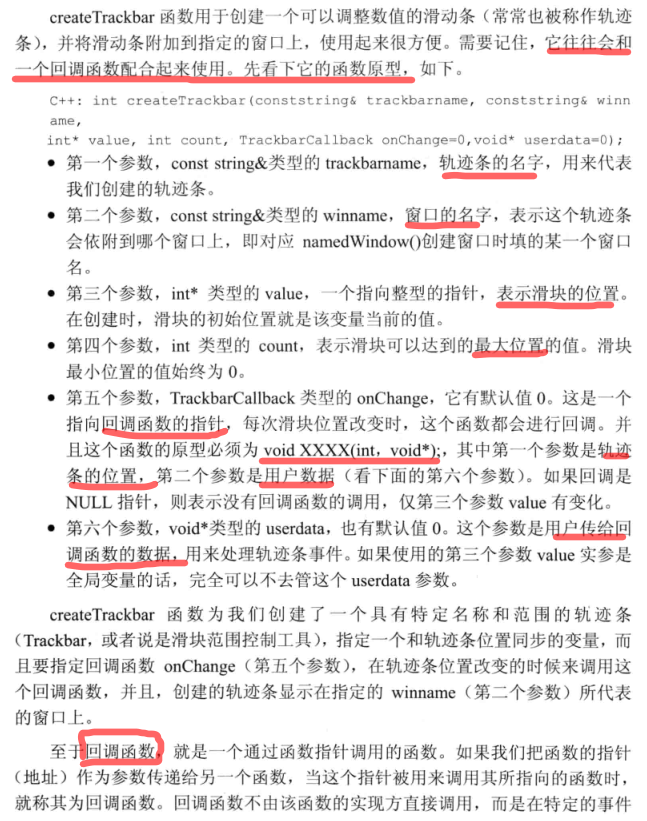 createTrackbar 函数用于创建一个可以调整数值的滑动条（常常也被称作轨迹
条），并将滑动条附加到指定的窗口上，使用起来很方便。需要记住，它往往会和
一个回调函数配合起来使用。先看下它的函数原型，如下。
C++: int createTrackbar(conststring& trackbarname, conststring& winn
ame,
int* value, int count, TrackbarCallback onChange=0,void* userdata=0);
● 第一个参数，const string&类型的 trackbarname，轨迹条的名字，用来代表
我们创建的轨迹条。
● 第二个参数，const string&类型的 winname，窗口的名字，表示这个轨迹条
会依附到哪个窗口上，即对应 namedWindow()创建窗口时填的某一个窗口
名。
● 第三个参数，int* 类型的 value，一个指向整型的指针，表示滑块的位置。
在创建时，滑块的初始位置就是该变量当前的值。
● 第四个参数，int 类型的 count，表示滑块可以达到的最大位置的值。滑块
最小位置的值始终为 0。
● 第五个参数，TrackbarCallback 类型的 onChange，它有默认值 0。这是一个
指向回调函数的指针，每次滑块位置改变时，这个函数都会进行回调。并
且这个函数的原型必须为 void XXXX(int，void*);，其中第一个参数是轨迹
条的位置，第二个参数是用户数据（看下面的第六个参数）。如果回调是
NULL 指针，则表示没有回调函数的调用，仅第三个参数 value 有变化。
● 第六个参数，void*类型的 userdata，也有默认值 0。这个参数是用户传给回
调函数的数据，用来处理轨迹条事件。如果使用的第三个参数 value 实参是
全局变量的话，完全可以不去管这个 userdata 参数。
createTrackbar 函数为我们创建了一个具有特定名称和范围的轨迹条
（Trackbar，或者说是滑块范围控制工具），指定一个和轨迹条位置同步的变量，而
且要指定回调函数 onChange（第五个参数），在轨迹条位置改变的时候来调用这
个回调函数，并且，创建的轨迹条显示在指定的 winname（第二个参数）所代表
的窗口上。
至于回调函数，就是一个通过函数指针调用的函数。如果我们把函数的指针
（地址）作为参数传递给另一个函数，当这个指针被用来调用其所指向的函数时，
就称其为回调函数。回调函数不由该函数的实现方直接调用，而是在特定的事件